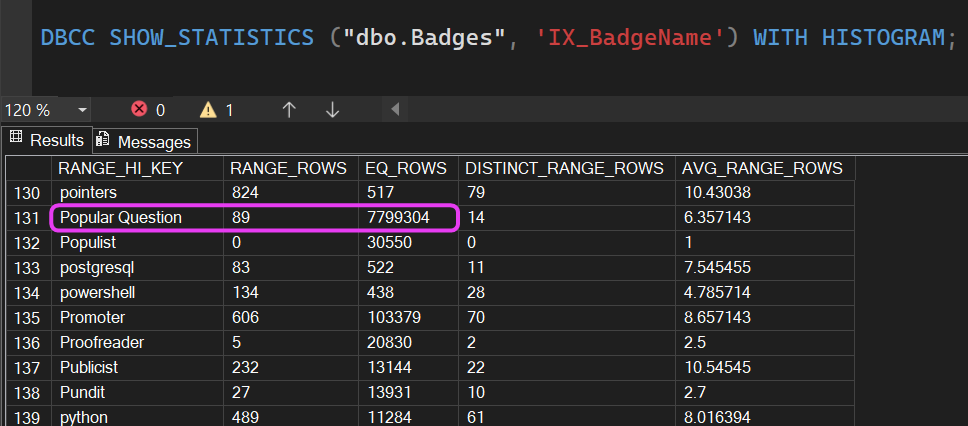 DBCC SHOW_STATISTICS ("dbo.Badges", 'IX_BadgeName') WITH HISTOGRAM;
120 % 0 1
Results Messages
RANGE_HI_KEY RANGE_ROWS EQ_ROWS DISTINCT_RANGE_ROWS AVG_RANGE_ROWS
130 pointers 824 517 79 10.43038
131 Popular Question 89 7799304 14 6.357143
132 Populist 0 30550 0 1
133 postgresql 83 522 11 7.545455
134 powershell 134 438 28 4.785714
135 Promoter 606 103379 70 8.657143
136 Proofreader 5 20830 2 2.5
137 Publicist 232 13144 22 10.54545
138 Pundit 27 13931 10 2.7
139 python 489 11284 61 8.016394